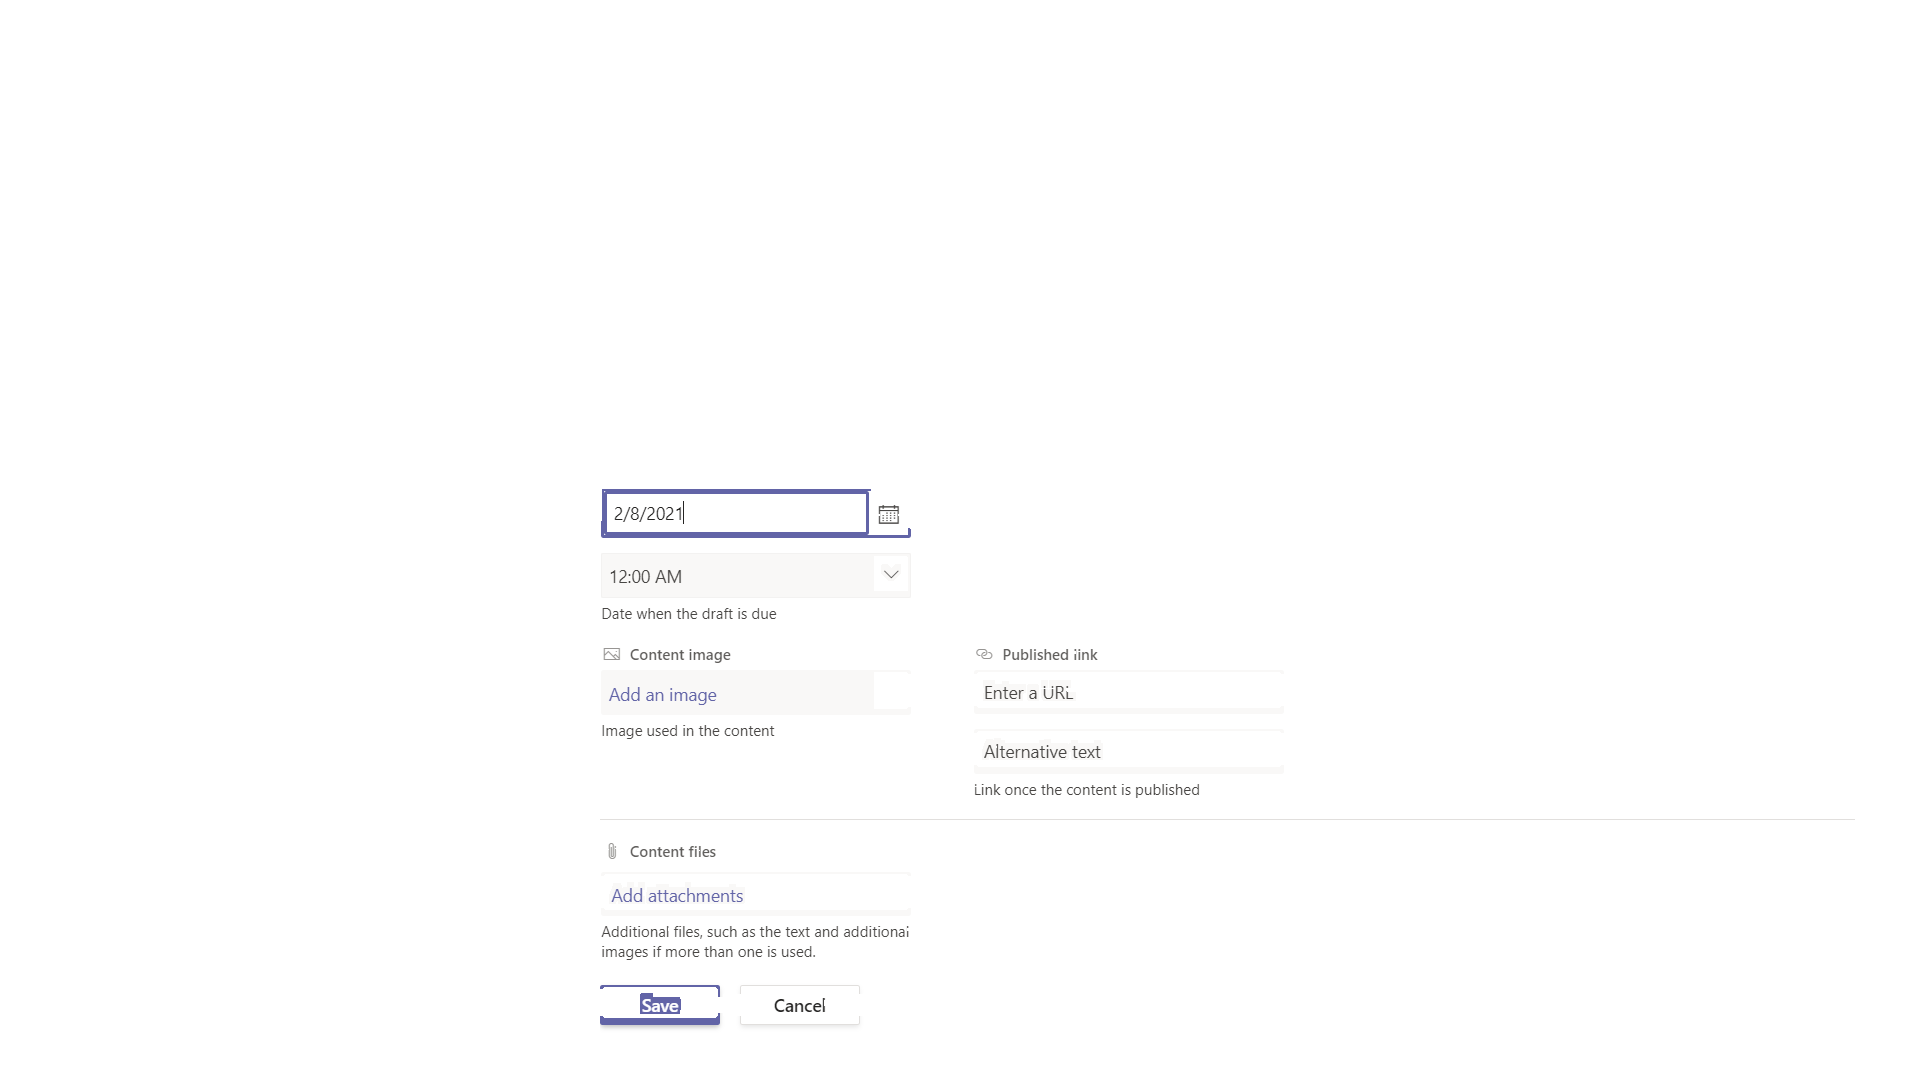 2/8/2021
12:00 AM
Date when the draft is due
Content image
Published link
Add an image
Enter a URL
Image used in the content
Alternative text
Link once the content is published
Content files
Add attachments
Additional files, such as the text and additional
images if more than one is used.
Save
Cancel